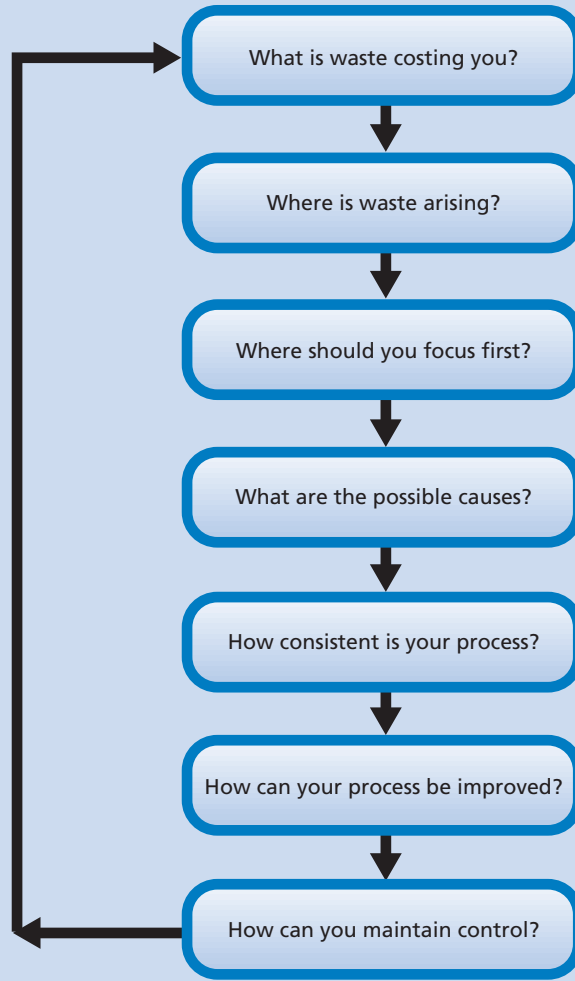 What is waste costing you?
Where is waste arising?
Where should you focus first?
What are the possible causes?
How consistent is your process?
How can your process be improved?
How can you maintain control?